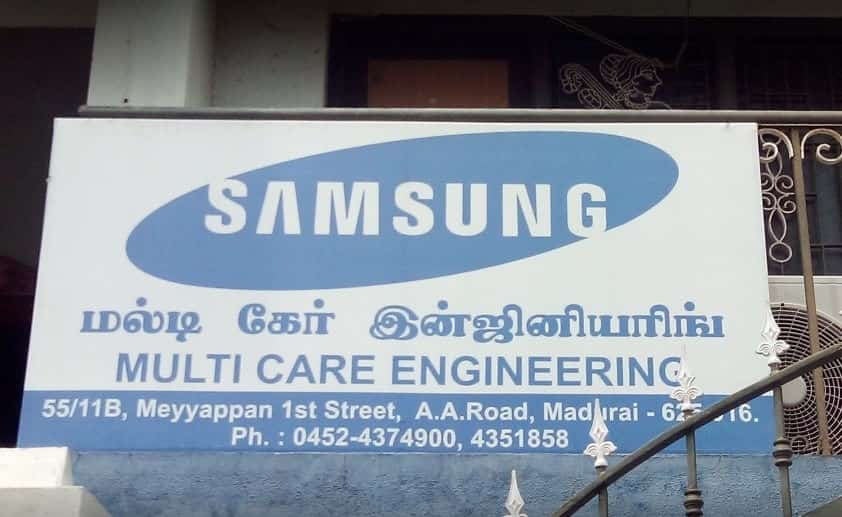 SAMSUNG
மல்டி கேர் இன்ஜினியரிங்
MULTI CARE ENGINEERING
55/11B, Meyyappan 1st Street, A.A.Road, Madurai -
Ph. : 0452-4374900, 4351858